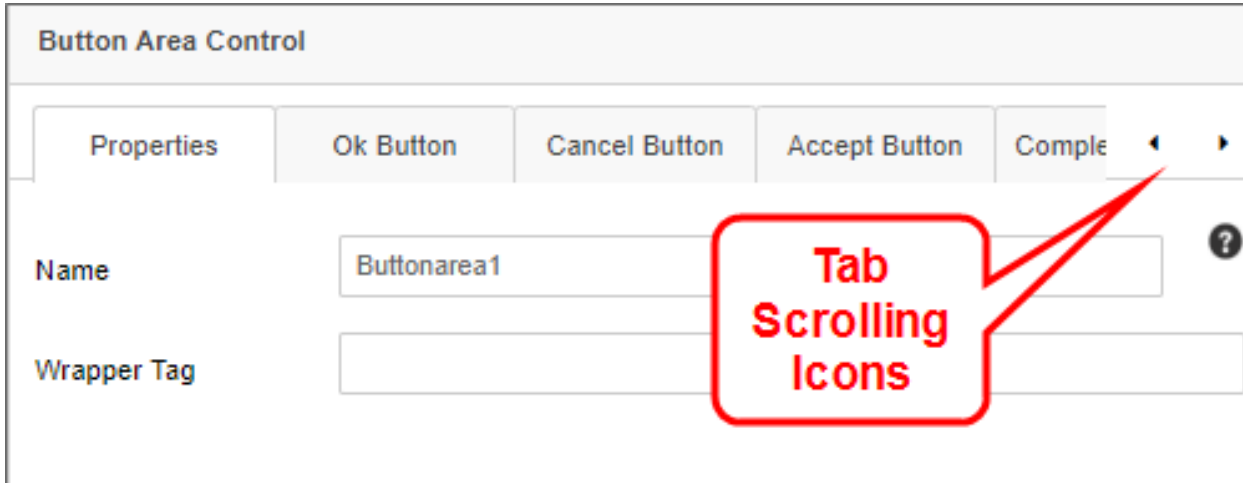 Button Area Control
Properties Ok Button Cancel Button Accept Button Comple
Name Buttonarea1
Wrapper Tag
Tab
Scrolling
Icons